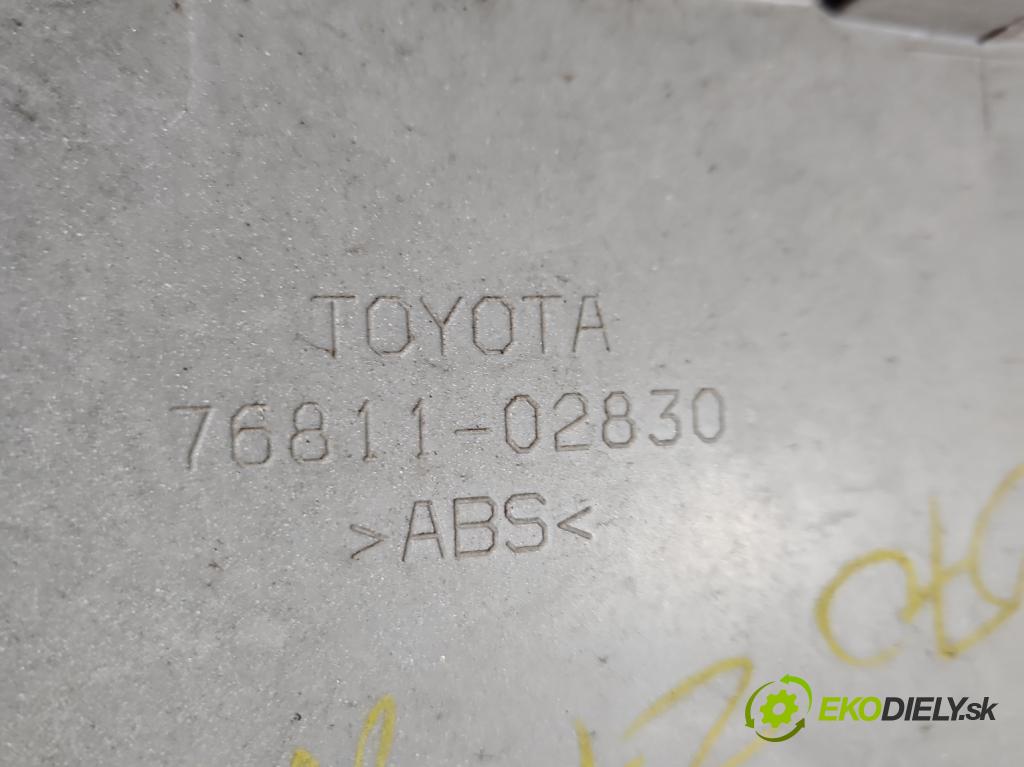 TOYOTA
76811-02830
>ABS<
EKODIELY.sk